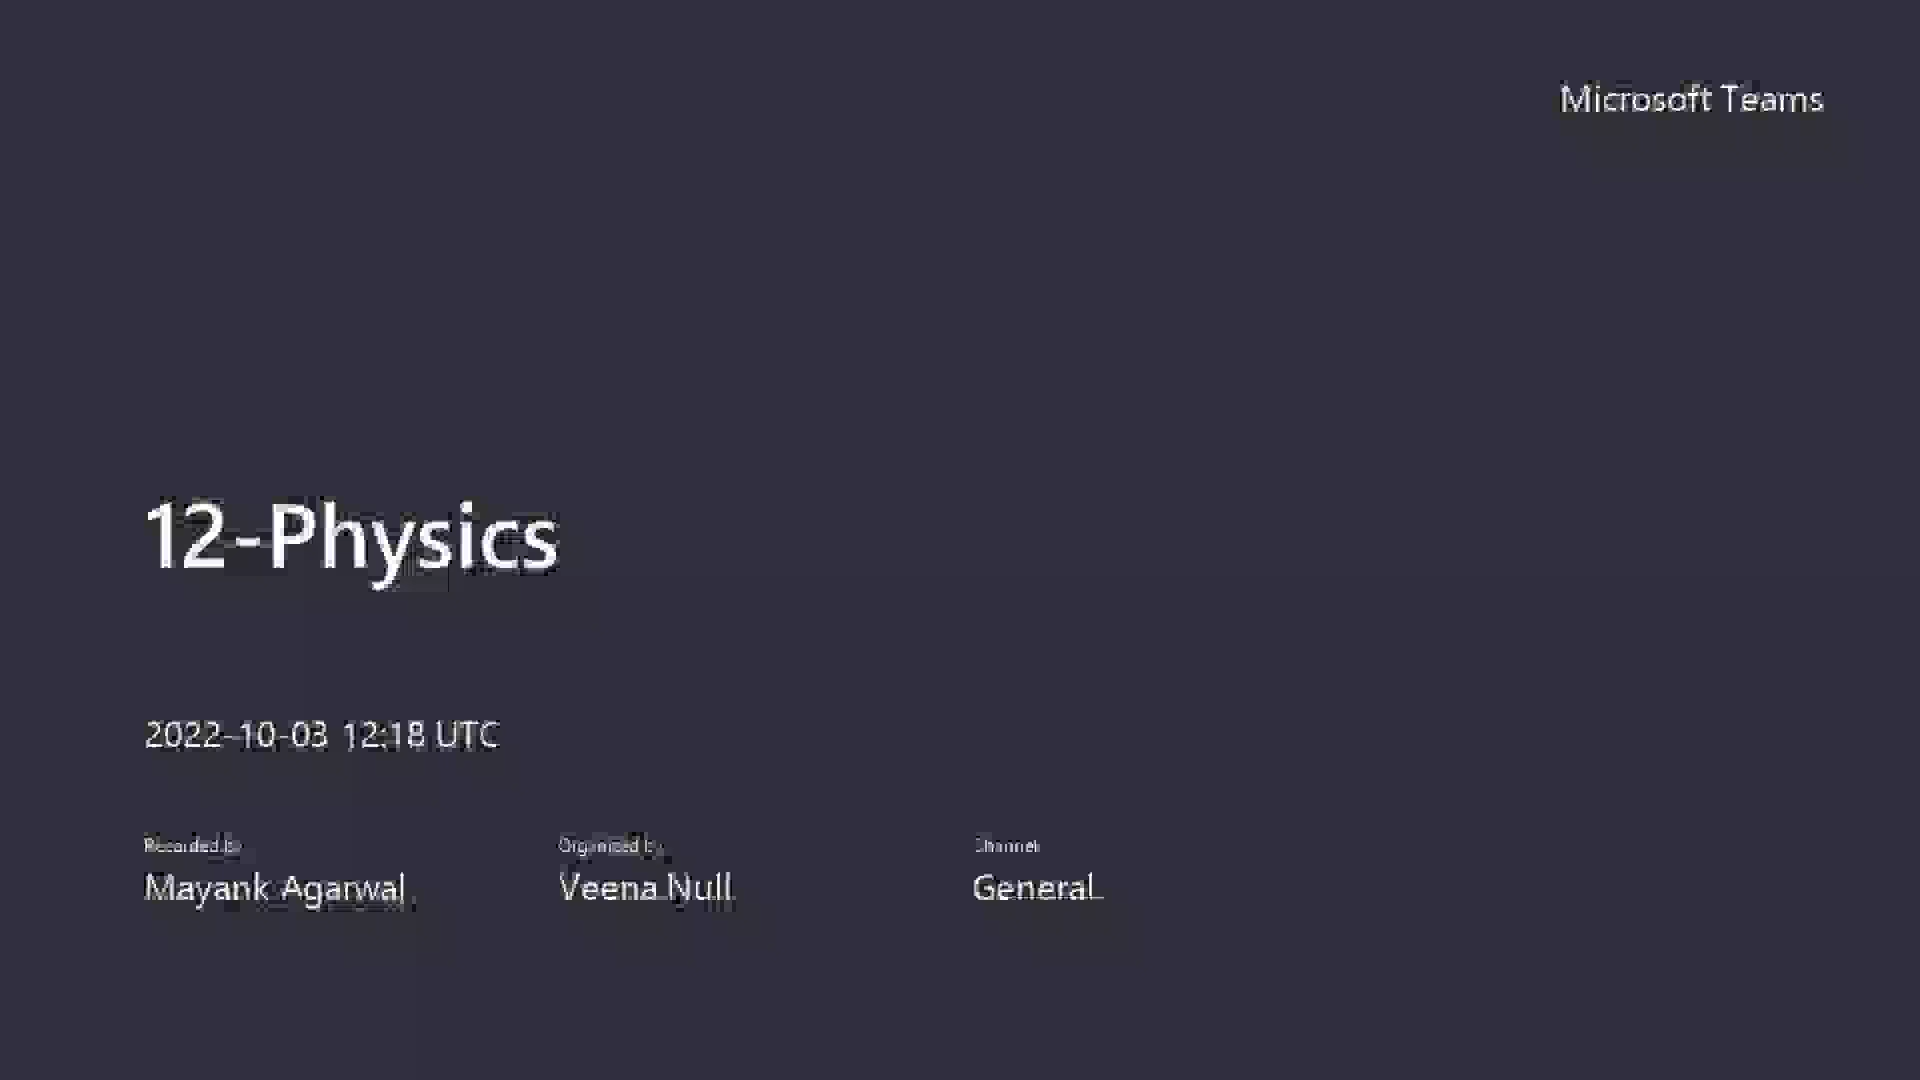 Microsoft Teams
12-Physics
2022-10-03 12:18 UTC
Recorded by
Organized by
Channel
Mayank Agarwal
Veena Null
General